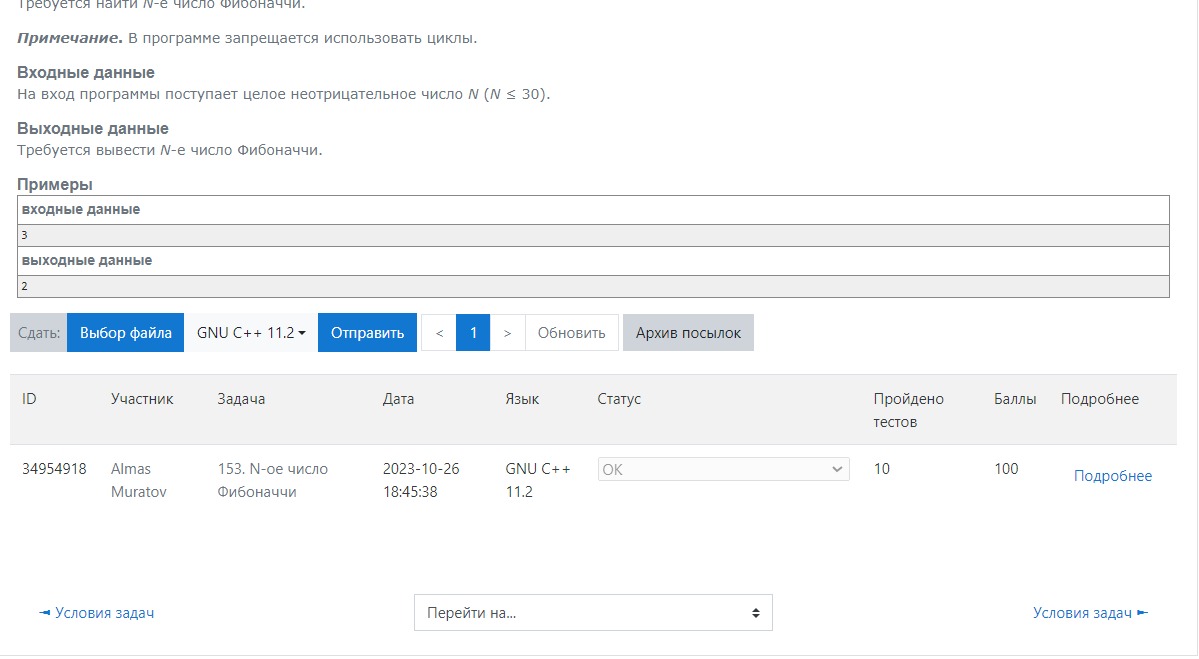 Требуется найти N-е число Фибоначчи.
Примечание. В программе запрещается использовать циклы.
Входные данные
На вход программы поступает целое неотрицательное число N (N ≤ 30).
Выходные данные
Требуется вывести N-е число Фибоначчи.
Примеры
входные данные
3
выходные данные
2
Сдать: Выбор файла GNU C++ 11.2 Отправить < 1 > Обновить Архив посылок
ID Участник Задача Дата Язык Статус Пройдено тестов Баллы Подробнее
34954918 Almas Muratov 153. N-ое число Фибоначчи 2023-10-26 18:45:38 GNU C++ 11.2 OK 10 100 Подробнее
◄ Условия задач Перейти на... Условия задач ►